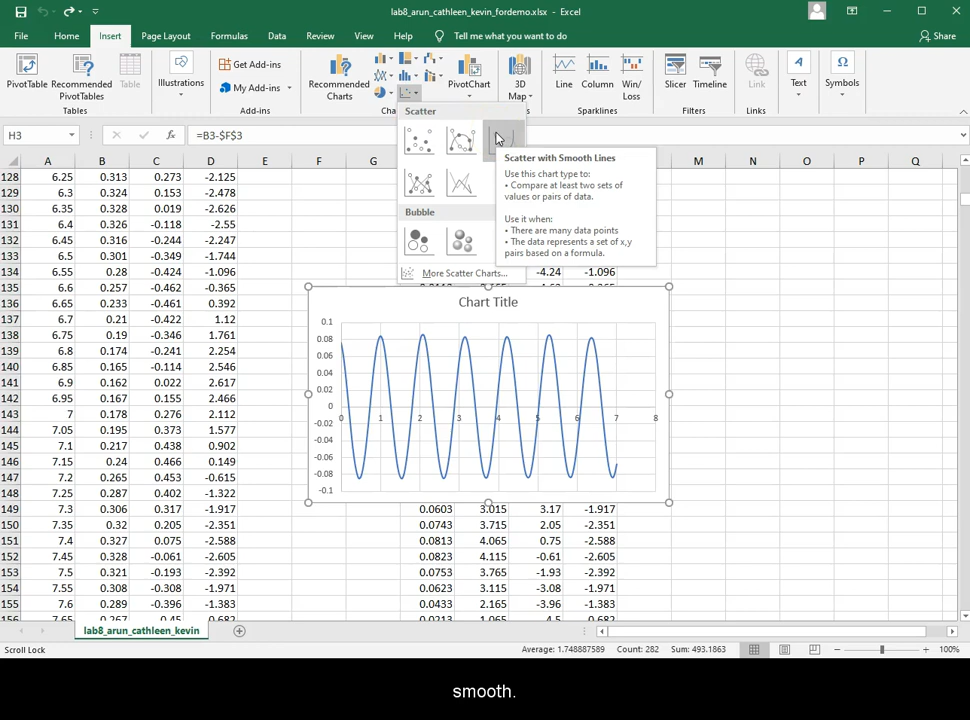 lab8_arun_cathleen_kevin_fordemo.xlsx - Excel
File Home Insert Page Layout Formulas Data Review View Help Tell me what you want to do Share
PivotTable Recommended PivotTables Table
Tables
Illustrations
Get Add-ins
My Add-ins
Add-ins
Recommended Charts
PivotChart
3D Map
Line Column Win/Loss
Sparklines
Slicer Timeline
Filters
Link
Text
Symbols
H3 fx =B3-$F$3
Scatter
Scatter with Smooth Lines
Use this chart type to:
• Compare at least two sets of
values or pairs of data.
Use it when:
• There are many data points
• The data represents a set of x,y
pairs based on a formula.
Bubble
More Scatter Charts...
A B C D E F G M N O P Q
128 6.25 0.313 0.273 -2.125
129 6.3 0.324 0.153 -2.478
130 6.35 0.328 0.019 -2.626
131 6.4 0.326 -0.118 -2.55
132 6.45 0.316 -0.244 -2.247
133 6.5 0.301 -0.349 -1.744
134 6.55 0.28 -0.424 -1.096 -4.24 -1.096
135 6.6 0.257 -0.462 -0.365
136 6.65 0.233 -0.461 0.392
137 6.7 0.21 -0.422 1.12
138 6.75 0.19 -0.346 1.761
139 6.8 0.174 -0.241 2.254
140 6.85 0.165 -0.114 2.546
141 6.9 0.162 0.022 2.617
142 6.95 0.167 0.155 2.466
143 7 0.178 0.276 2.112
144 7.05 0.195 0.373 1.577
145 7.1 0.217 0.438 0.902
146 7.15 0.24 0.466 0.149
147 7.2 0.265 0.453 -0.615
148 7.25 0.287 0.402 -1.322
149 7.3 0.306 0.317 -1.917 0.0603 3.015 3.17 -1.917
150 7.35 0.32 0.205 -2.351 0.0743 3.715 2.05 -2.351
151 7.4 0.327 0.075 -2.588 0.0813 4.065 0.75 -2.588
152 7.45 0.328 -0.061 -2.605 0.0823 4.115 -0.61 -2.605
153 7.5 0.321 -0.193 -2.392 0.0753 3.765 -1.93 -2.392
154 7.55 0.308 -0.308 -1.971 0.0623 3.115 -3.08 -1.971
155 7.6 0.289 -0.396 -1.383 0.0433 2.165 -3.96 -1.383
Chart Title
0.1
0.08
0.06
0.04
0.02
0
-0.02
-0.04
-0.06
-0.08
-0.1
0 1 2 3 4 5 6 7 8
lab8_arun_cathleen_kevin
Scroll Lock Average: 1.748887589 Count: 282 Sum: 493.1863 100%
smooth.